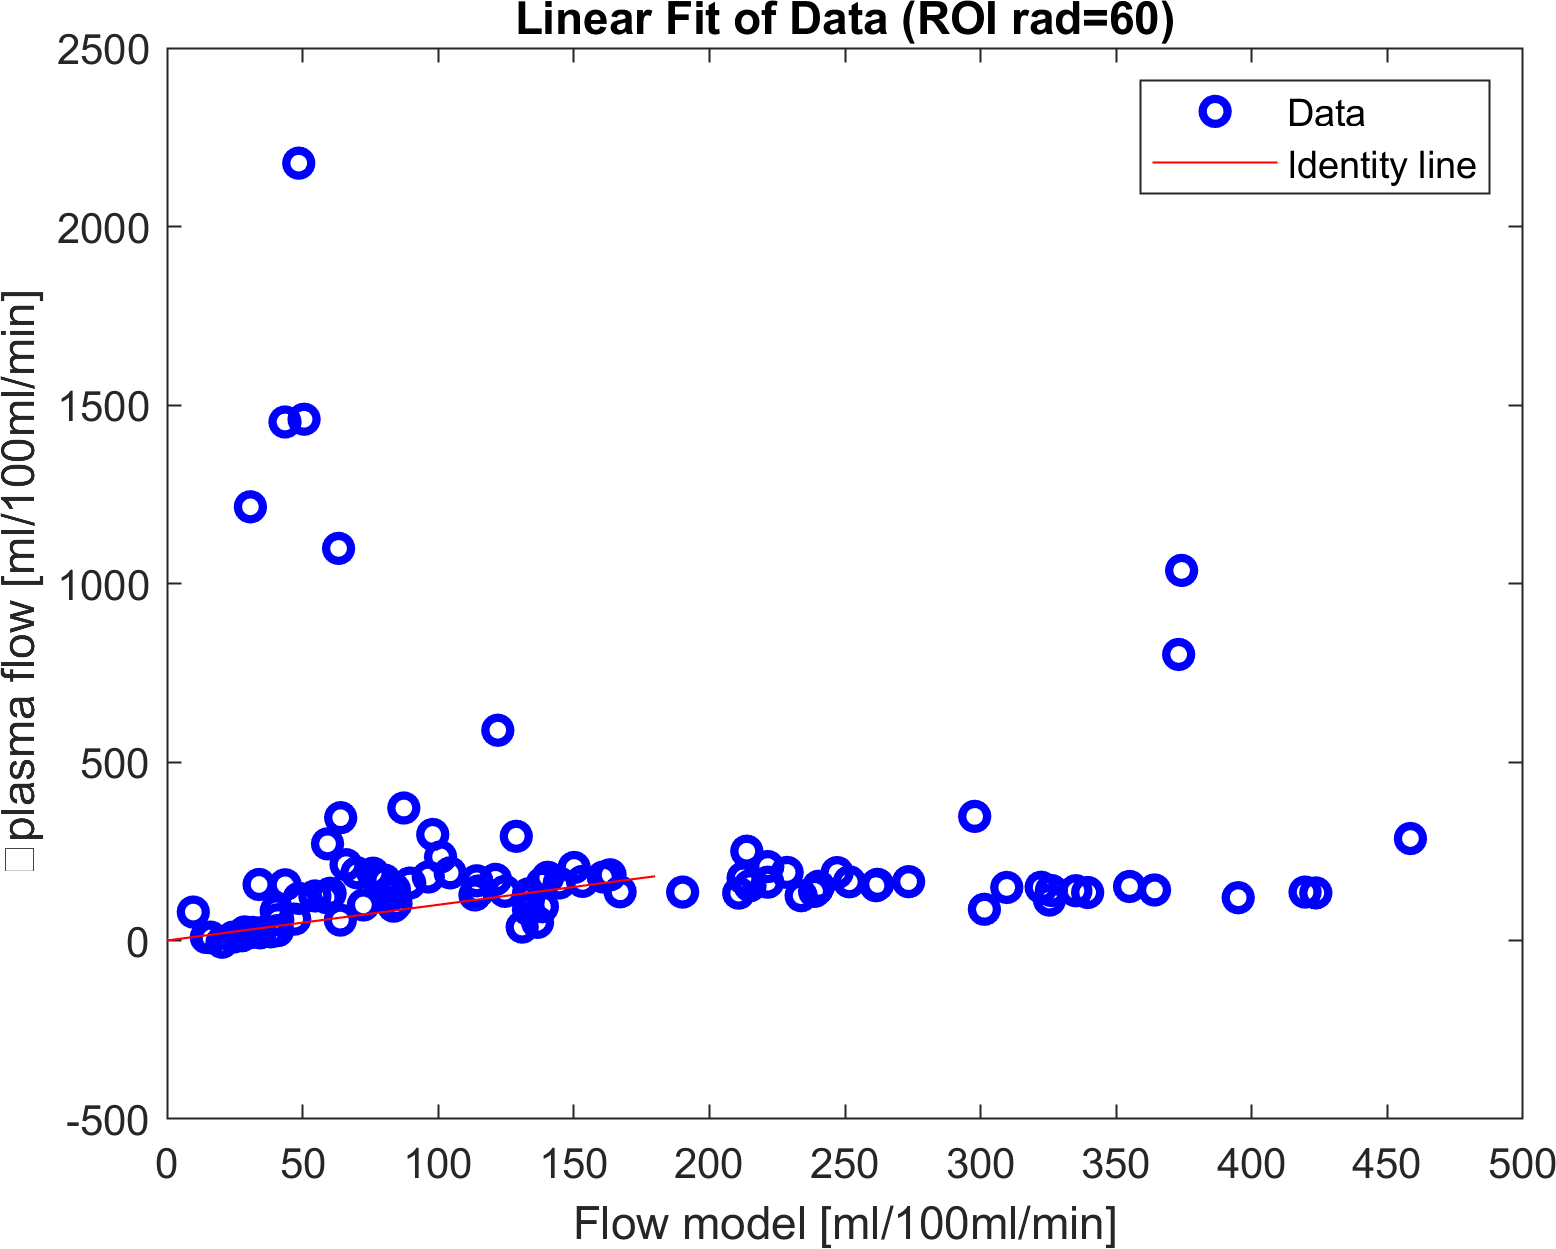 Linear Fit of Data (ROI rad=60)
2500
2000
1500
1000
500
0
-500
□plasma flow [ml/100ml/min]
Data
Identity line
0 50 100 150 200 250 300 350 400 450 500
Flow model [ml/100ml/min]